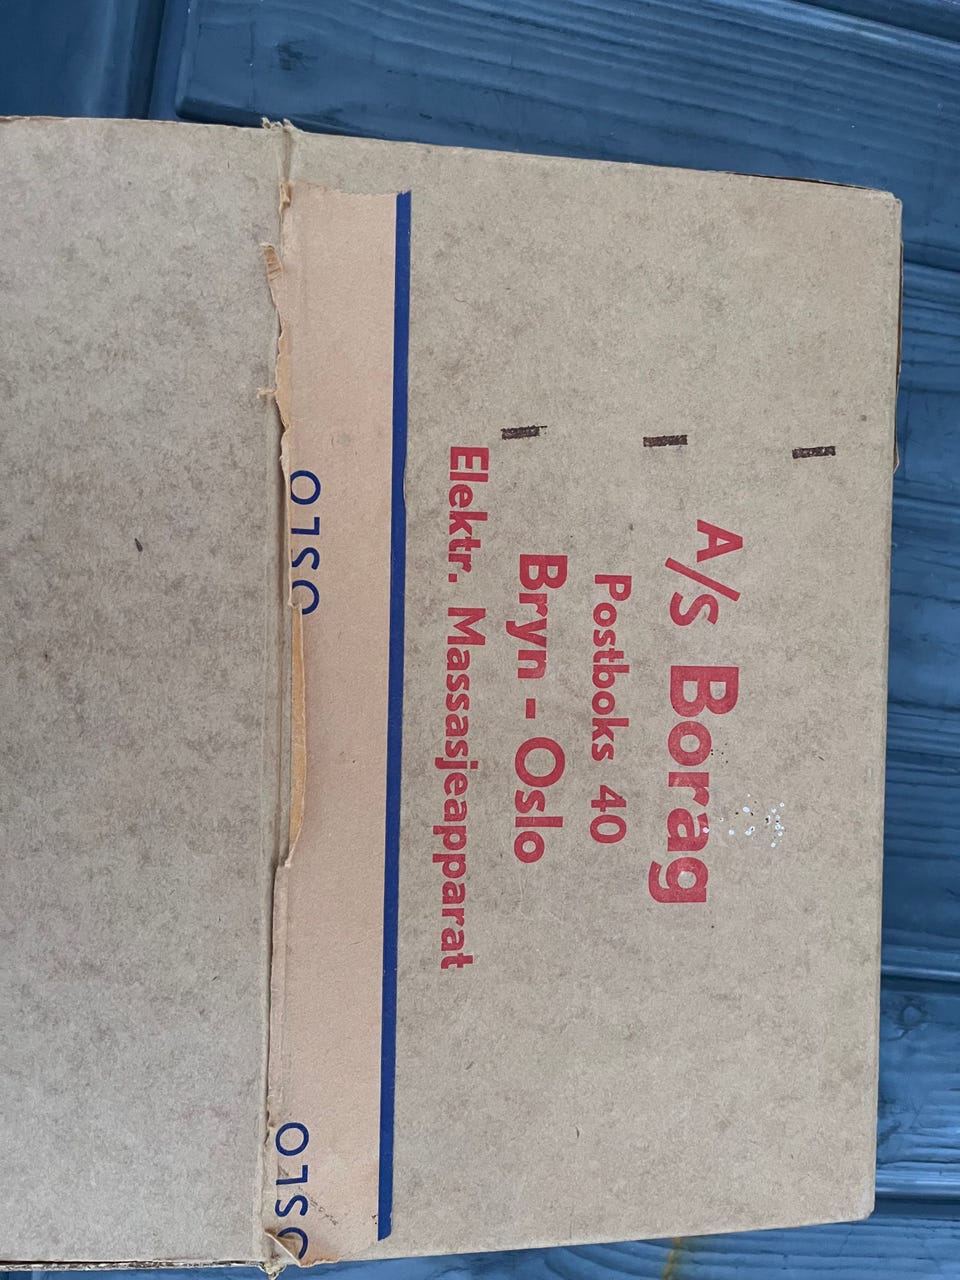 A/s Borag
Postboks 40
Bryn - Oslo
Elektr. Massasjeapparat
OSLO
OSLO